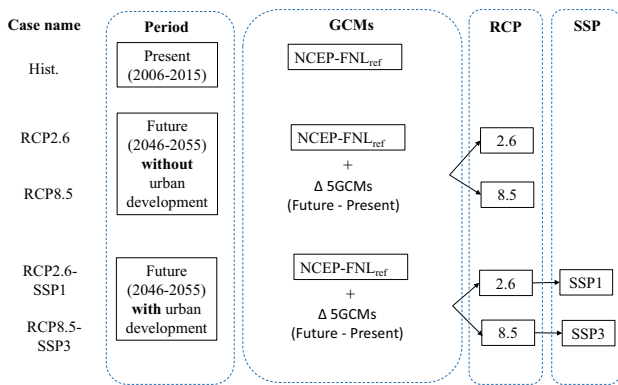 Case name Period GCMs RCP SSP
Hist.
Present
(2006-2015)
NCEP-FNLref
RCP2.6
RCP8.5
Future
(2046-2055)
without
urban
development
NCEP-FNLref
+
Δ 5GCMs
(Future - Present)
2.6
8.5
RCP2.6-
SSP1
RCP8.5-
SSP3
Future
(2046-2055)
with urban
development
NCEP-FNLref
+
Δ 5GCMs
(Future - Present)
2.6
SSP1
8.5
SSP3